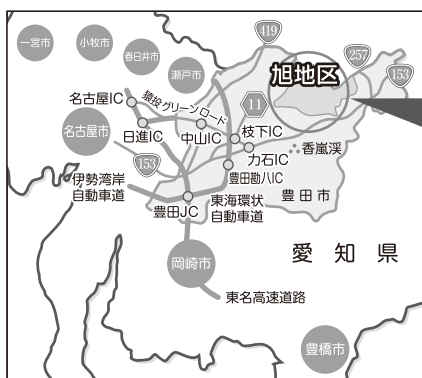 一宮市
小牧市
春日井市
瀬戸市
419
旭地区
257
153
猿投グリーンロード
11
名古屋IC
名古屋市
日進IC
中山IC
枝下IC
力石IC
香嵐渓
153
豊田勘八IC
伊勢湾岸
自動車道
豊田市
豊田JC
東海環状
自動車道
岡崎市
愛知県
東名高速道路
豊橋市